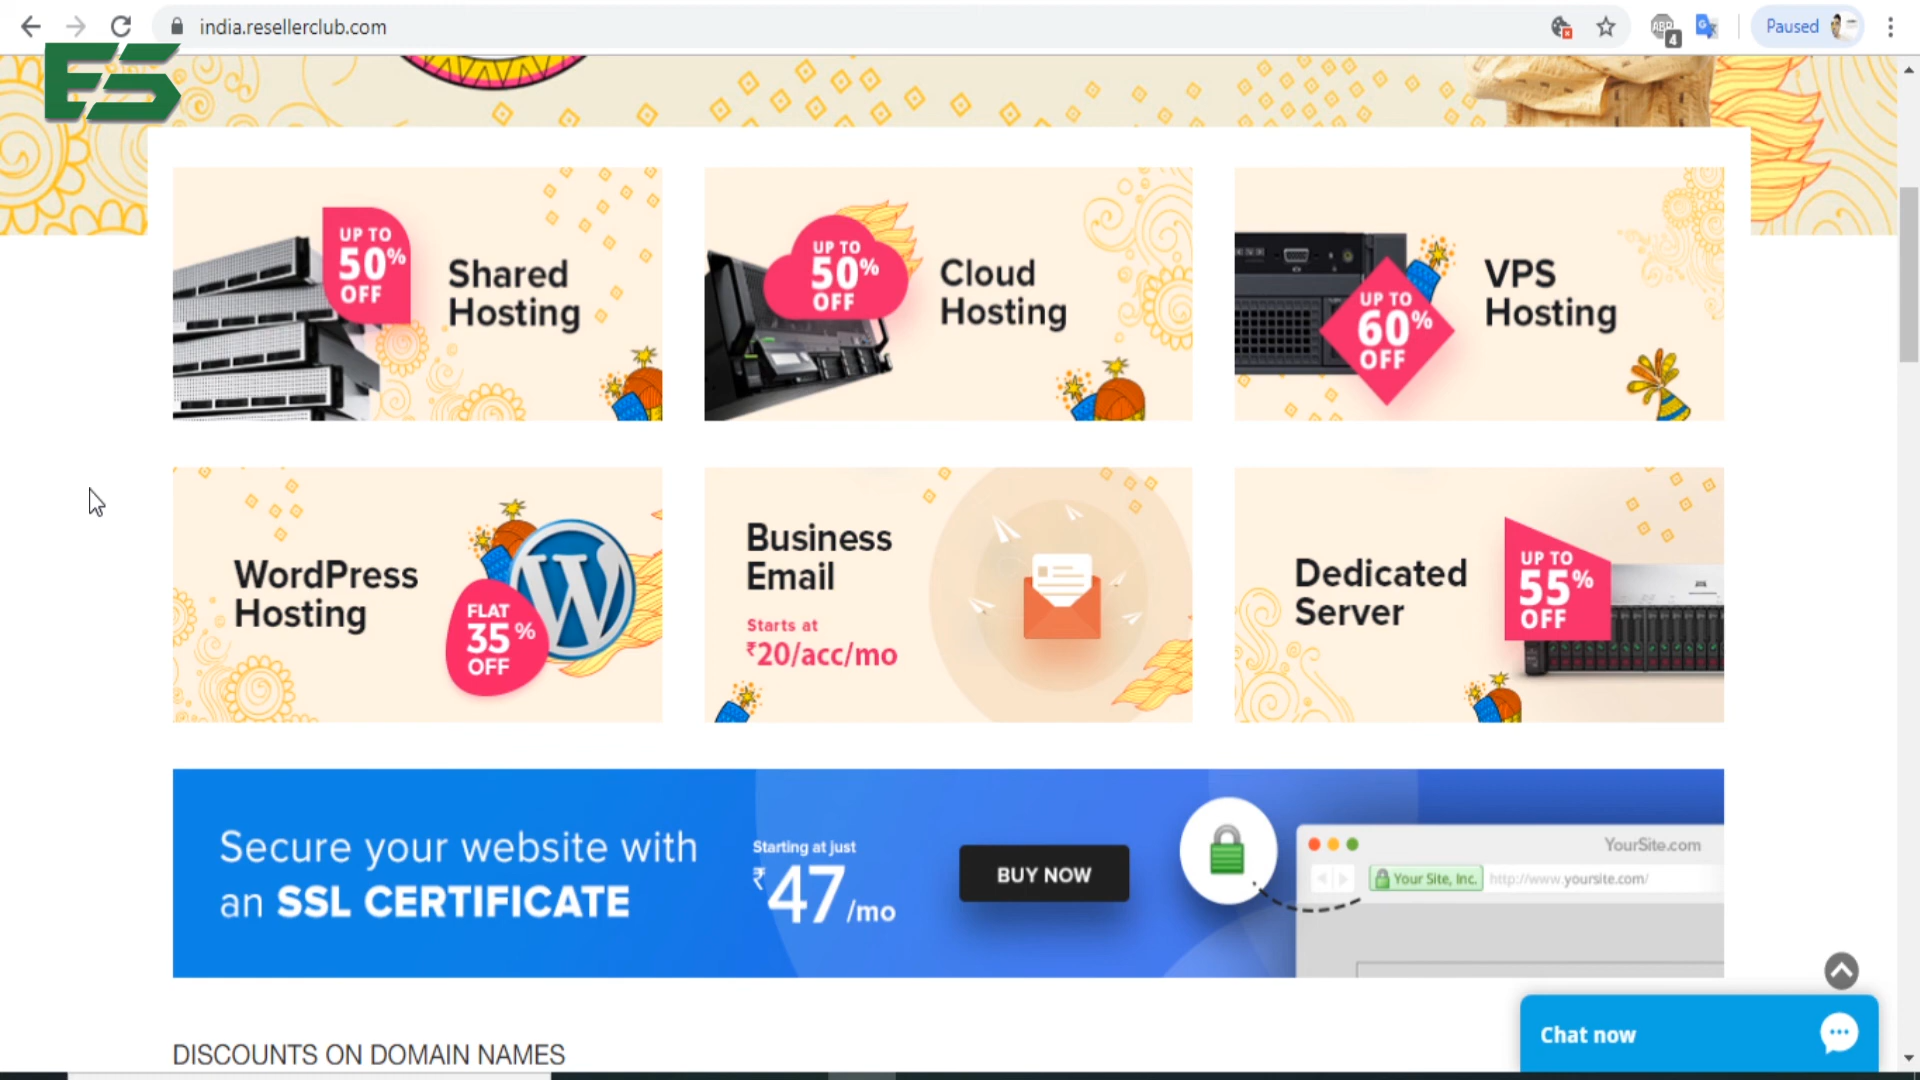 india.resellerclub.com
ABP
4
Paused
ES
UP TO
50%
OFF
Shared
Hosting
UP TO
50%
OFF
Cloud
Hosting
UP TO
60%
OFF
VPS
Hosting
WordPress
Hosting
FLAT
35%
OFF
W
Business
Email
Starts at
₹20/acc/mo
Dedicated
Server
UP TO
55%
OFF
Secure your website with
an SSL CERTIFICATE
Starting at just
₹47/mo
BUY NOW
YourSite.com
Your Site, Inc.
http://www.yoursite.com/
Chat now
DISCOUNTS ON DOMAIN NAMES